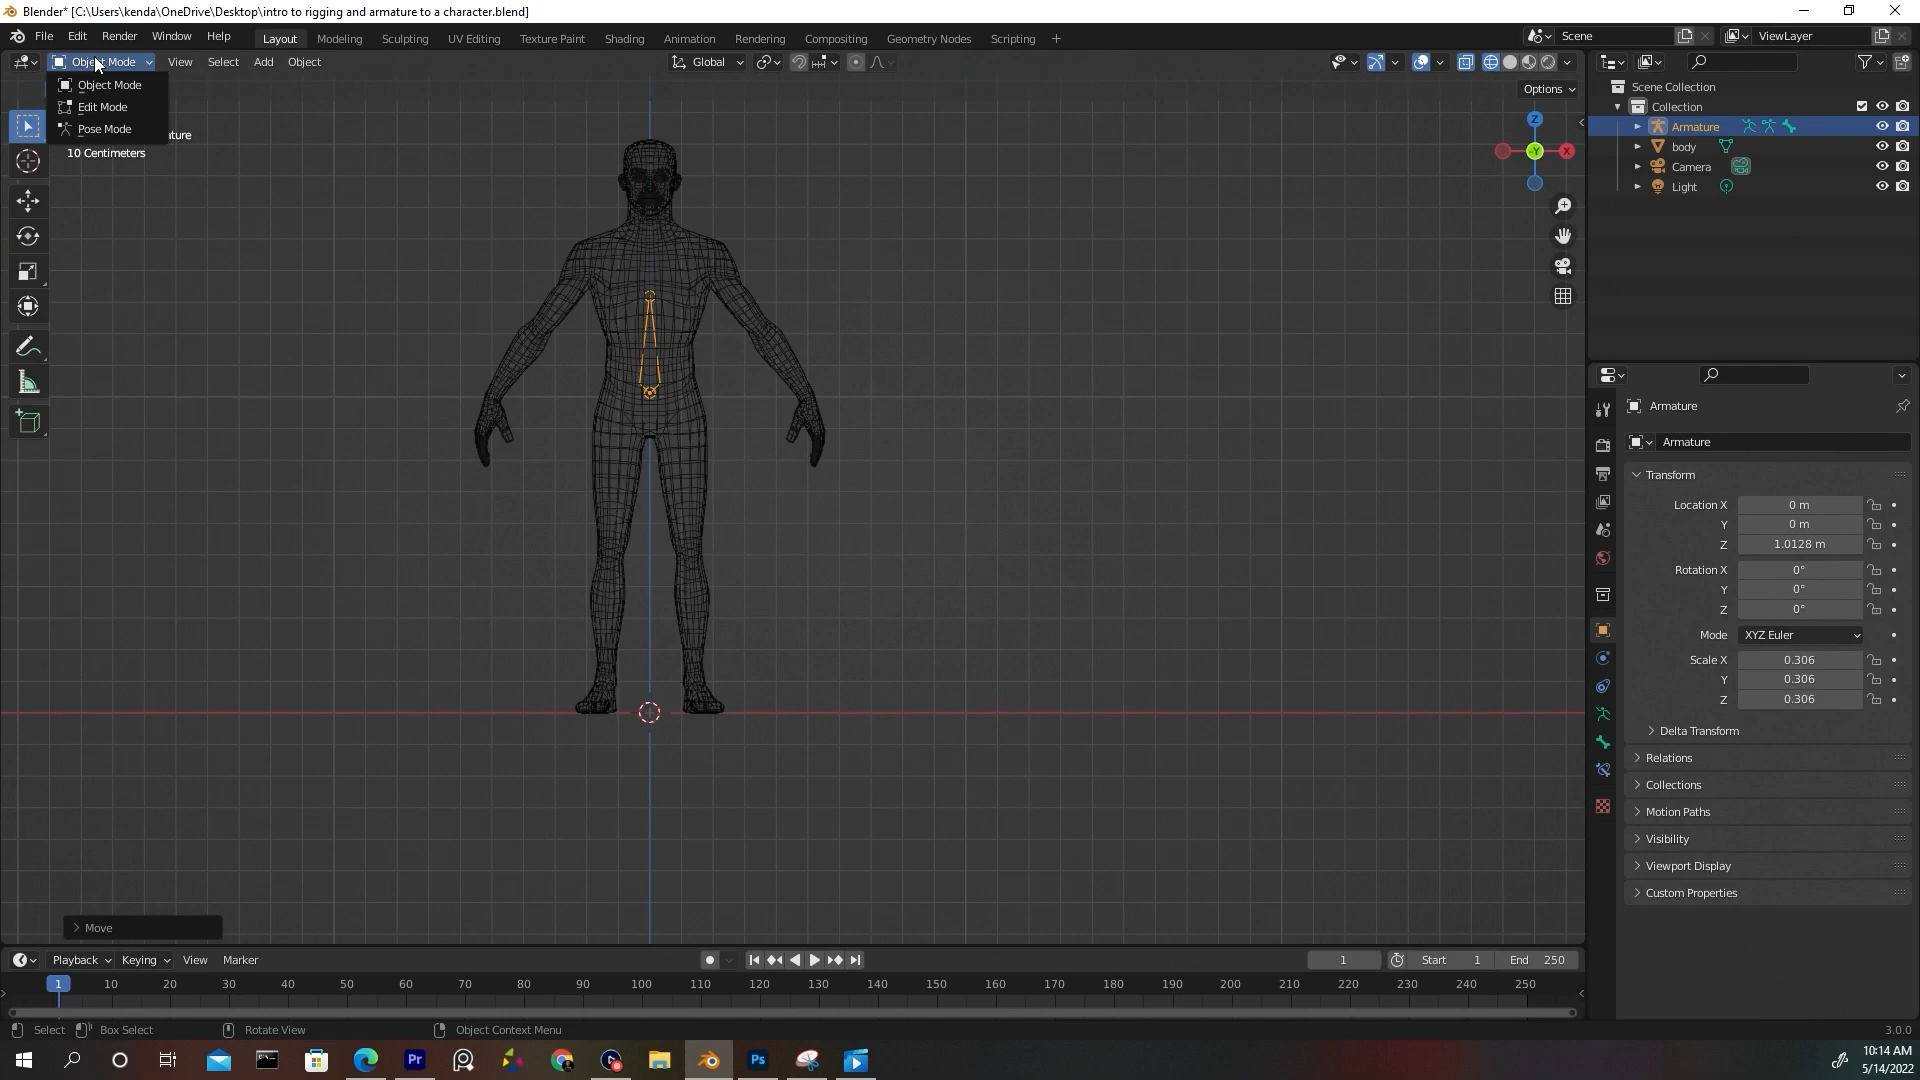 Blender* [C:\Users\kenda\OneDrive\Desktop\intro to rigging and armature to a character.blend]
File Edit Render Window Help Layout Modeling Sculpting UV Editing Texture Paint Shading Animation Rendering Compositing Geometry Nodes Scripting + Scene ViewLayer
Object Mode View Select Add Object Global
Options
Object Mode
Edit Mode
Pose Mode
ature
10 Centimeters
Z
-Y
X
Scene Collection
Collection
Armature
body
Camera
Light
Armature
Armature
Transform
Location X 0 m
Y 0 m
Z 1.0128 m
Rotation X 0°
Y 0°
Z 0°
Mode XYZ Euler
Scale X 0.306
Y 0.306
Z 0.306
Delta Transform
Relations
Collections
Motion Paths
Visibility
Viewport Display
Custom Properties
Move
Playback Keying View Marker 1 Start 1 End 250
1 10 20 30 40 50 60 70 80 90 100 110 120 130 140 150 160 170 180 190 200 210 220 230 240 250
Select Box Select Rotate View Object Context Menu 3.0.0
Pr Ps
10:14 AM
5/14/2022